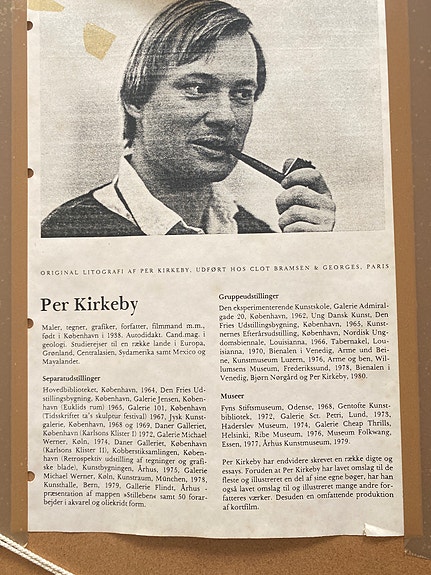 ORIGINAL LITOGRAFI AF PER KIRKEBY. UDFØRT HOS CLOT BRAMSEN & GEORGES, PARIS
Per Kirkeby
Maler, tegner, grafiker, forfatter, filmmand m.m.,
født i København i 1938. Autodidakt. Cand.mag. i
geologi. Studierejser til en række lande i Europa,
Grønland, Centralasien, Sydamerika samt Mexico og
Mavalandet.
Separatudstillinger
Hovedbiblioteket, København, 1964, Den Fries Ud-
stillingsbygning, København, Galerie Jensen, Køben-
havn (Euklids rum) 1965, Galerie 101, København
(Tidsskriftet ta's skulptur festival) 1967, Jysk Kunst-
galerie, København, 1968 og 1969, Daner Galleriet,
København (Karlsons Klister I) 1972, Galerie Michael
Werner, Køln, 1974, Daner Galleriet, København
(Karlsons Klister II), Kobberstiksamlingen, Køben-
havn (Retrospektiv udstilling af tegninger og grafi-
ske blade), Kunstbygningen, Århus, 1975, Galerie
Michael Werner, Køln, Kunstraum, München, 1978,
Kunsthalle, Bern, 1979, Gallerie Flindt, Århus -
præsentation af mappen »Stilleben« samt 50 forar-
bejder i akvarel og oliekridt form.
Gruppeudstillinger
Den eksperimenterende Kunstskole, Galerie Admiral-
gade 20, København, 1962, Ung Dansk Kunst, Den
Fries Udstillingsbygning, København, 1965, Kunst-
nernes Efterårsudstilling, København, Nordisk Ung-
domsbiennale, Louisianna, 1966, Tabernakel, Lou-
isianna, 1970, Bienalen i Venedig, Arme und Bei-
ne, Kunstmuseum Luzern, 1976, Arme og ben, Wil-
lumsens Museum, Frederikssund, 1978, Bienalen i
Venedig, Bjørn Nørgård og Per Kirkeby, 1980.
Museer
Fyns Stiftsmuseum, Odense, 1968, Gentofte Kunst-
bibliotek, 1972, Galerie Sct. Petri, Lund, 1973,
Haderslev Museum, 1974, Galerie Cheap Thrills,
Helsinki, Ribe Museum, 1976, Museum Folkwang,
Essen, 1977, Århus Kunstmuseum, 1979.
Per Kirkeby har endvidere skrevet en række digte og
essays. Foruden at Per Kirkeby har lavet omslag til de
fleste og illustreret en del af sine egne bøger, har han
også lavet omslag til og illustreret mange andre for-
fatteres værker. Desuden en omfattende produktion
af kortfilm.